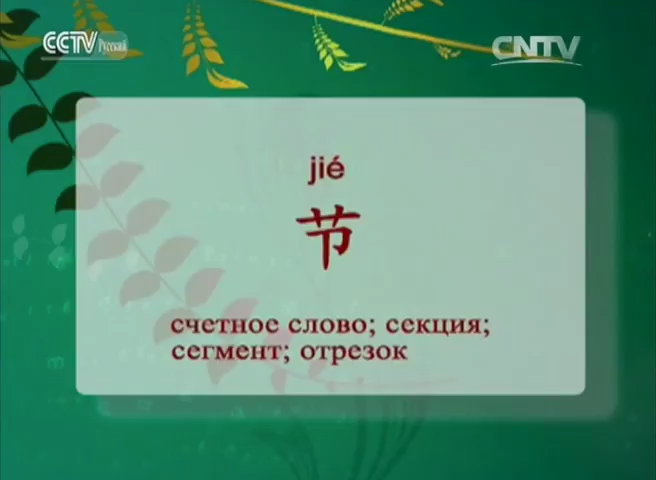 CCTV Русский
CNTV
jié
节
счетное слово; секция;
сегмент; отрезок